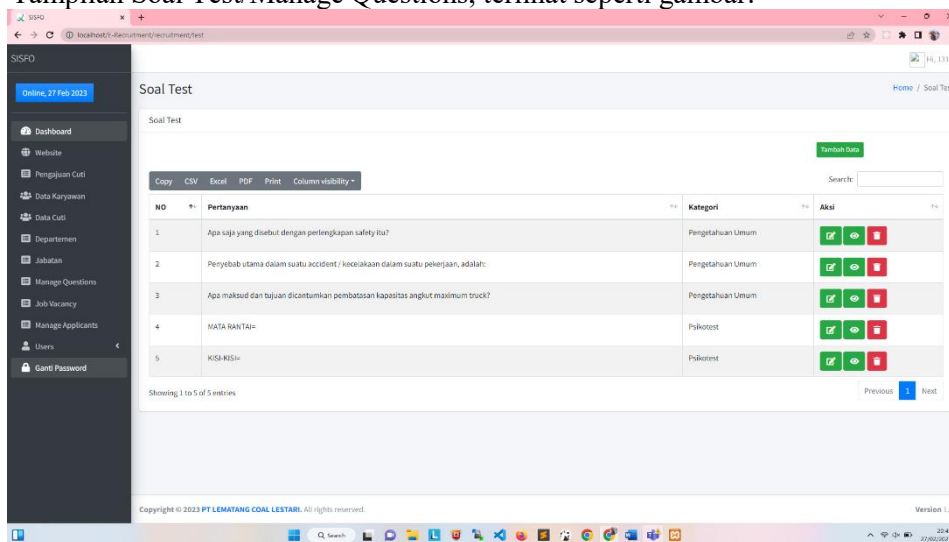 Tampilan Soal Test/Manage Questions, terlihat seperti gambar:
SISFO
localhost/E-Recruitment/recruitment/test
SISFO
Hi, 131
Online, 27 Feb 2023
Soal Test
Home / Soal Tes
Dashboard
Website
Pengajuan Cuti
Data Karyawan
Data Cuti
Departemen
Jabatan
Manage Questions
Job Vacancy
Manage Applicants
Users
Ganti Password
Soal Test
Tambah Data
Copy CSV Excel PDF Print Column visibility
Search:
NO Pertanyaan Kategori Aksi
1 Apa saja yang disebut dengan perlengkapan safety itu? Pengetahuan Umum
2 Penyebab utama dalam suatu accident / kecelakaan dalam suatu pekerjaan, adalah: Pengetahuan Umum
3 Apa maksud dan tujuan dicantumkan pembatasan kapasitas angkut maximum truck? Pengetahuan Umum
4 MATA RANTAI= Psikotest
5 KISI-KISI= Psikotest
Showing 1 to 5 of 5 entries
Previous 1 Next
Copyright © 2023 PT LEMATANG COAL LESTARI. All rights reserved.
Version
Search